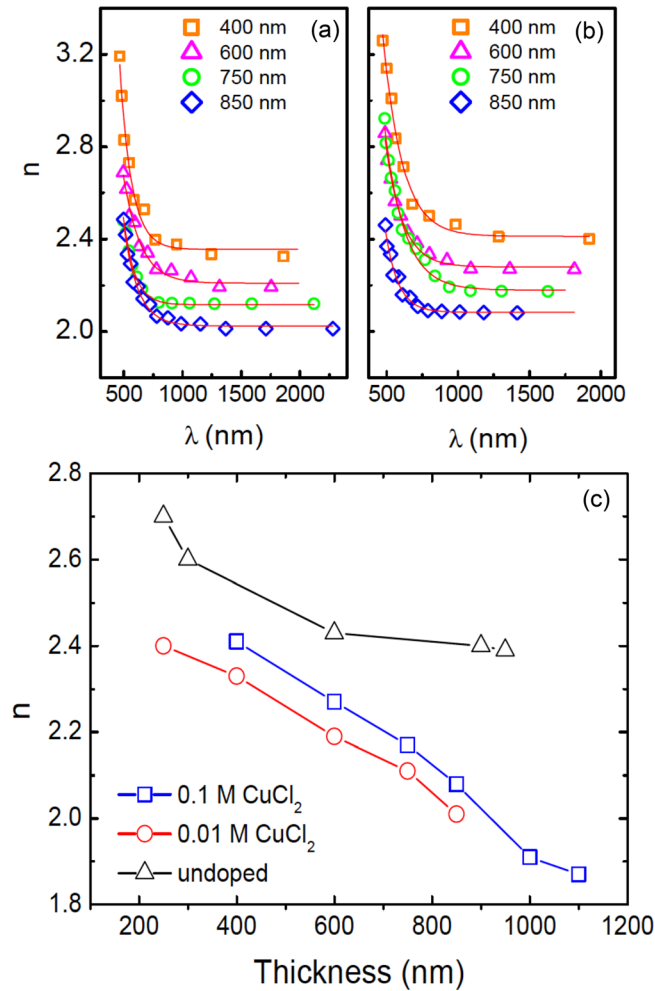 (a)
400 nm
600 nm
750 nm
850 nm
(b)
400 nm
600 nm
750 nm
850 nm
n
3.2
2.8
2.4
2.0
500 1000 1500 2000
500 1000 1500 2000
λ (nm)
λ (nm)
(c)
n
2.8
2.6
2.4
2.2
2.0
1.8
0.1 M CuCl₂
0.01 M CuCl₂
undoped
200 400 600 800 1000 1200
Thickness (nm)